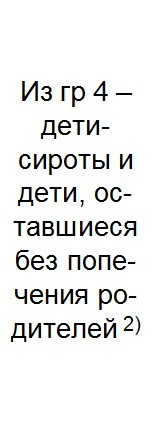 Из гр 4 –
дети-
сироты и
дети, ос-
тавшиеся
без попе-
чения ро-
дителей 2)